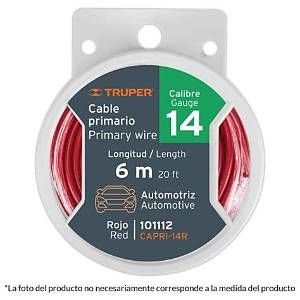 TRUPER
Cable
primario
Primary wire
Calibre
Gauge
14
Longitud / Length
6 m 20 ft
Automotriz
Automotive
Rojo
Red
101112
CAPRI-14R
*La foto del producto no necesariamente corresponde a la medida del producto.